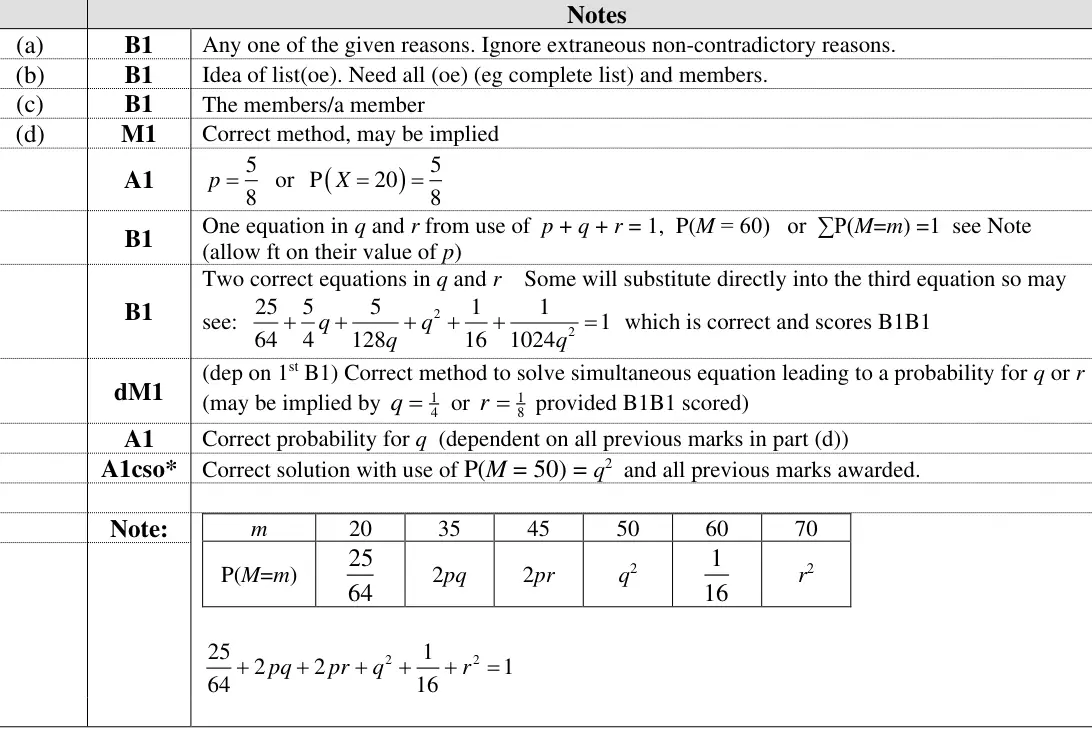 Notes
(a) B1 Any one of the given reasons. Ignore extraneous non-contradictory reasons.
(b) B1 Idea of list(oe). Need all (oe) (eg complete list) and members.
(c) B1 The members/a member
(d) M1 Correct method, may be implied
A1 p = 5/8 or P(X = 20) = 5/8
B1 One equation in q and r from use of p + q + r = 1, P(M = 60) or ∑P(M=m) =1 see Note
(allow ft on their value of p)
B1 Two correct equations in q and r Some will substitute directly into the third equation so may
see: 25/64 + 5/4 q + 5/(128q) + q² + 1/16 + 1/(1024q²) = 1 which is correct and scores B1B1
dM1 (dep on 1st B1) Correct method to solve simultaneous equation leading to a probability for q or r
(may be implied by q = 1/4 or r = 1/8 provided B1B1 scored)
A1 Correct probability for q (dependent on all previous marks in part (d))
A1cso* Correct solution with use of P(M = 50) = q² and all previous marks awarded.
Note: m 20 35 45 50 60 70
P(M=m) 25/64 2pq 2pr q² 1/16 r²
25/64 + 2pq + 2pr + q² + 1/16 + r² = 1